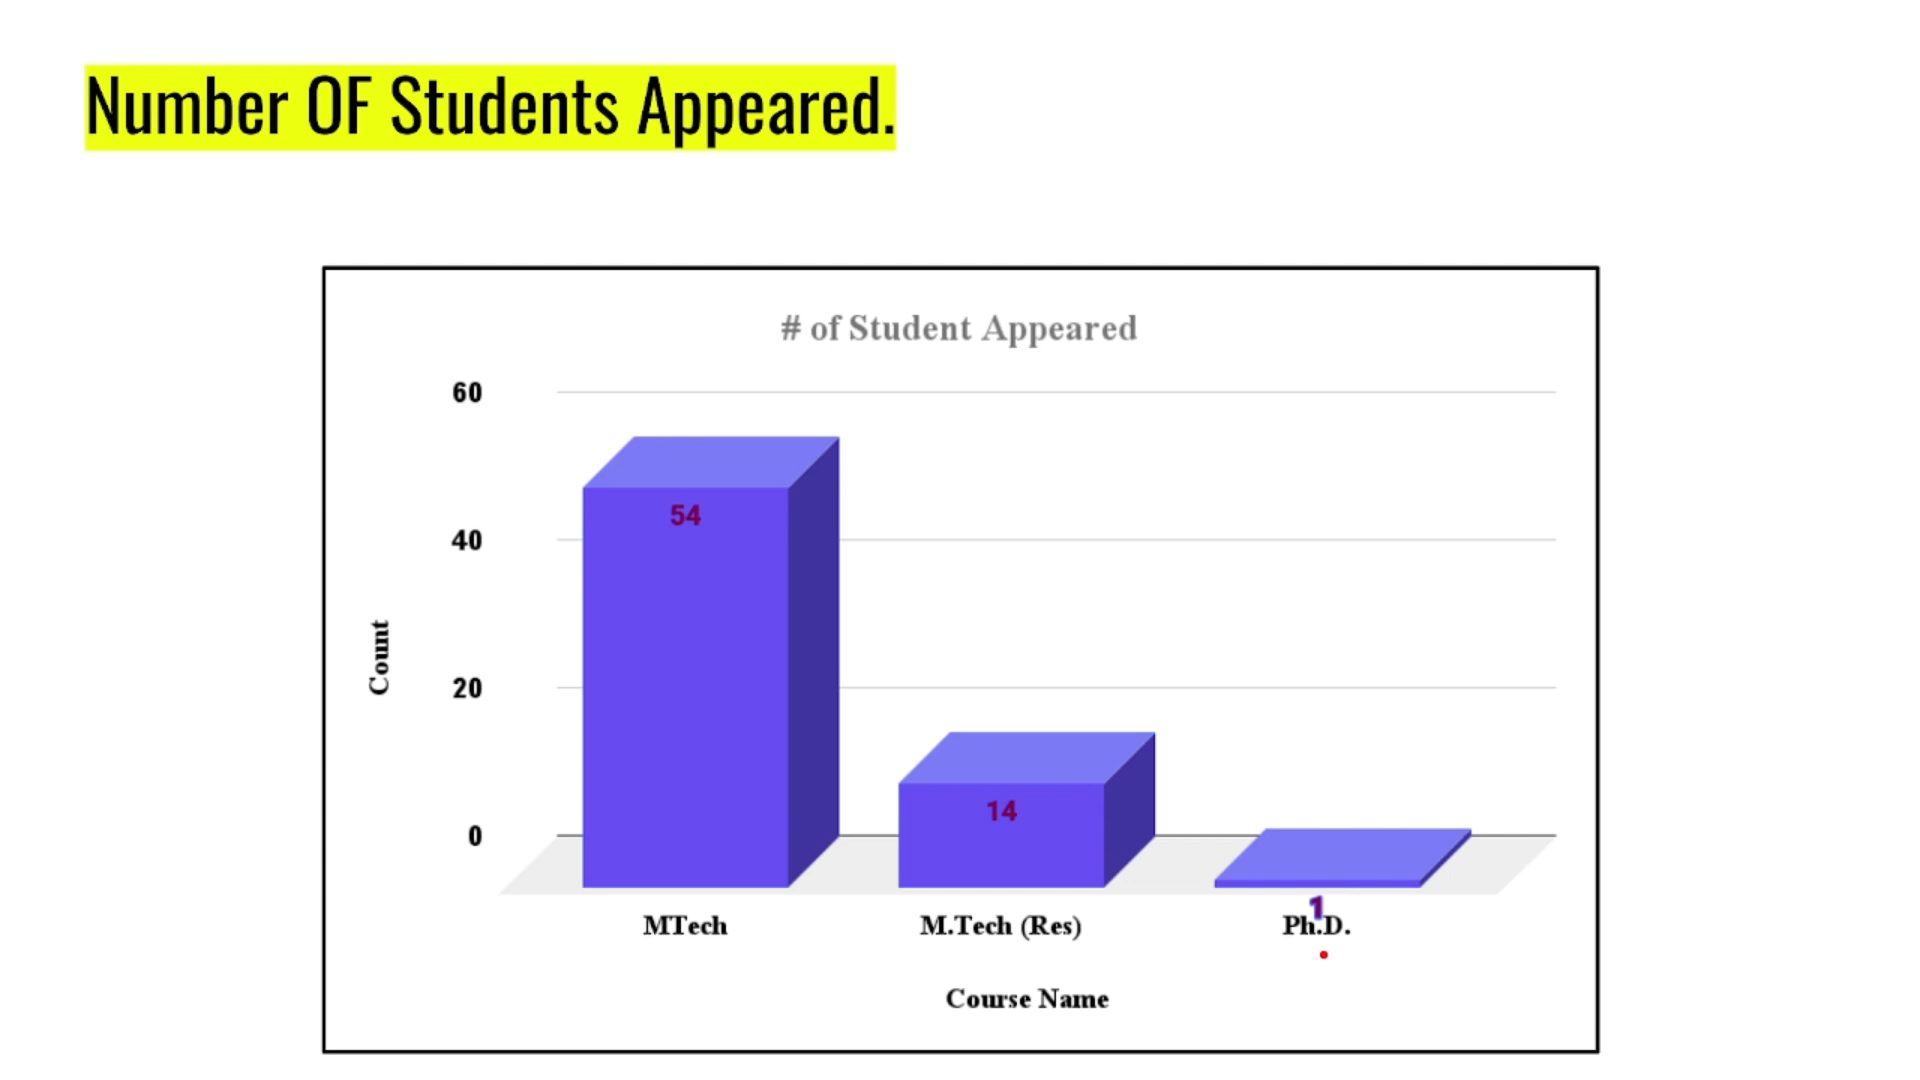 Number OF Students Appeared.
# of Student Appeared
60
40
20
0
Count
54
14
1
MTech
M.Tech (Res)
Ph.D.
Course Name